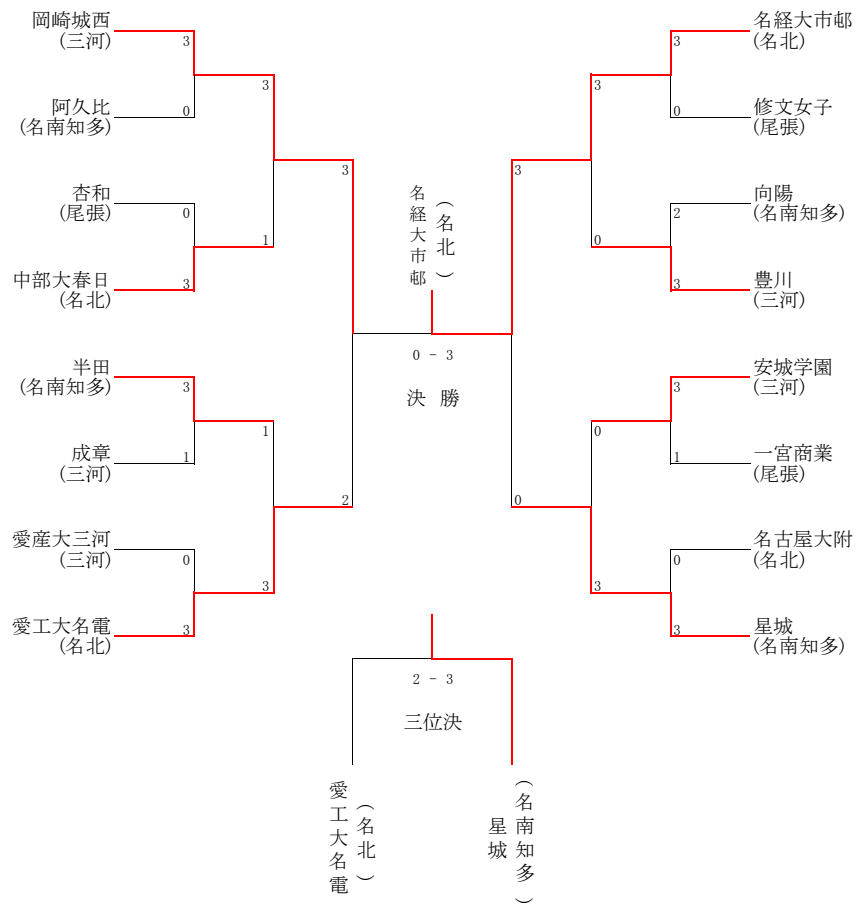 岡崎城西
(三河)
3
阿久比
(名南知多)
0
3
杏和
(尾張)
0
中部大春日
(名北)
3
1
3
半田
(名南知多)
3
成章
(三河)
1
1
愛産大三河
(三河)
0
愛工大名電
(名北)
3
3
2
名経大市邨
(名北)
0 - 3
決 勝
名経大市邨
(名北)
3
修文女子
(尾張)
0
3
向陽
(名南知多)
2
豊川
(三河)
3
0
3
安城学園
(三河)
3
一宮商業
(尾張)
1
0
名古屋大附
(名北)
0
星城
(名南知多)
3
3
0
2 - 3
三位決
愛工大名電
(名北)
星城
(名南知多)